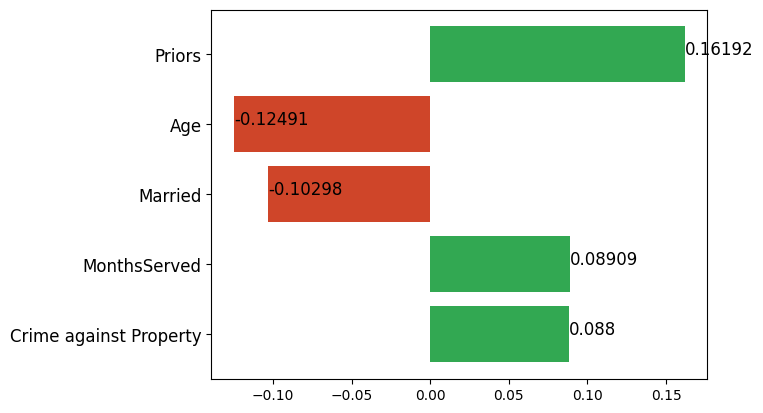 Priors 0.16192
Age -0.12491
Married -0.10298
MonthsServed 0.08909
Crime against Property 0.088
−0.10 −0.05 0.00 0.05 0.10 0.15